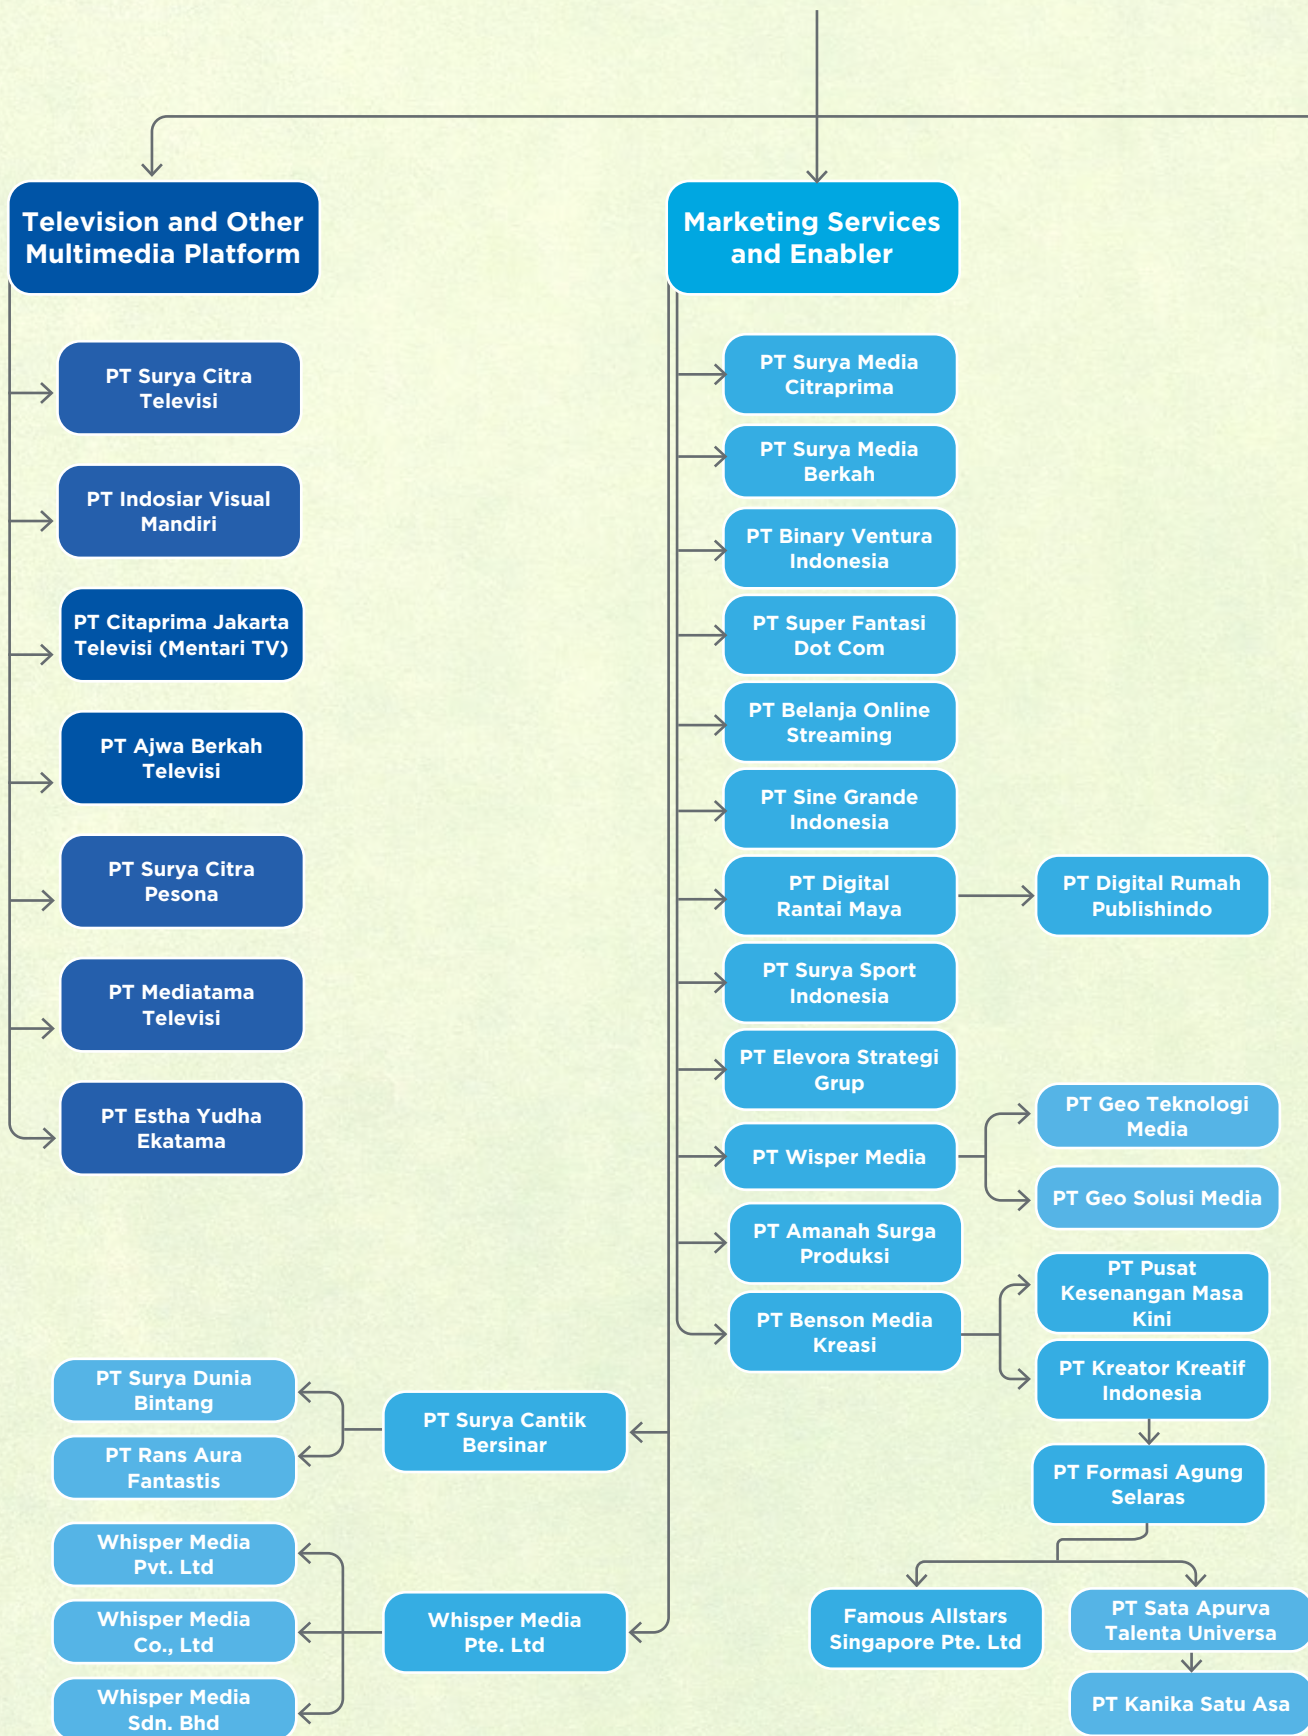 Television and Other
Multimedia Platform
PT Surya Citra
Televisi
PT Indosiar Visual
Mandiri
PT Citaprima Jakarta
Televisi (Mentari TV)
PT Ajwa Berkah
Televisi
PT Surya Citra
Pesona
PT Mediatama
Televisi
PT Estha Yudha
Ekatama
Marketing Services
and Enabler
PT Surya Media
Citraprima
PT Surya Media
Berkah
PT Binary Ventura
Indonesia
PT Super Fantasi
Dot Com
PT Belanja Online
Streaming
PT Sine Grande
Indonesia
PT Digital
Rantai Maya
PT Digital Rumah
Publishindo
PT Surya Sport
Indonesia
PT Elevora Strategi
Grup
PT Wisper Media
PT Geo Teknologi
Media
PT Geo Solusi Media
PT Amanah Surga
Produksi
PT Benson Media
Kreasi
PT Pusat
Kesenangan Masa
Kini
PT Kreator Kreatif
Indonesia
PT Formasi Agung
Selaras
Famous Allstars
Singapore Pte. Ltd
PT Sata Apurva
Talenta Universa
PT Kanika Satu Asa
PT Surya Cantik
Bersinar
PT Surya Dunia
Bintang
PT Rans Aura
Fantastis
Whisper Media
Pte. Ltd
Whisper Media
Pvt. Ltd
Whisper Media
Co., Ltd
Whisper Media
Sdn. Bhd